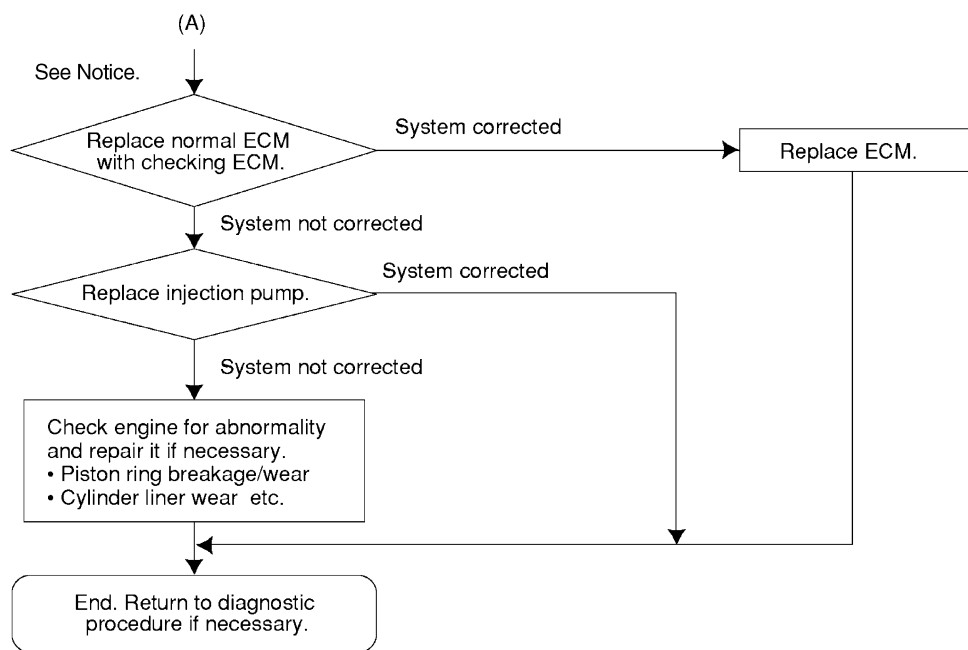 (A)
See Notice.
Replace normal ECM
with checking ECM.
System corrected
Replace ECM.
System not corrected
Replace injection pump.
System corrected
System not corrected
Check engine for abnormality
and repair it if necessary.
• Piston ring breakage/wear
• Cylinder liner wear etc.
End. Return to diagnostic
procedure if necessary.